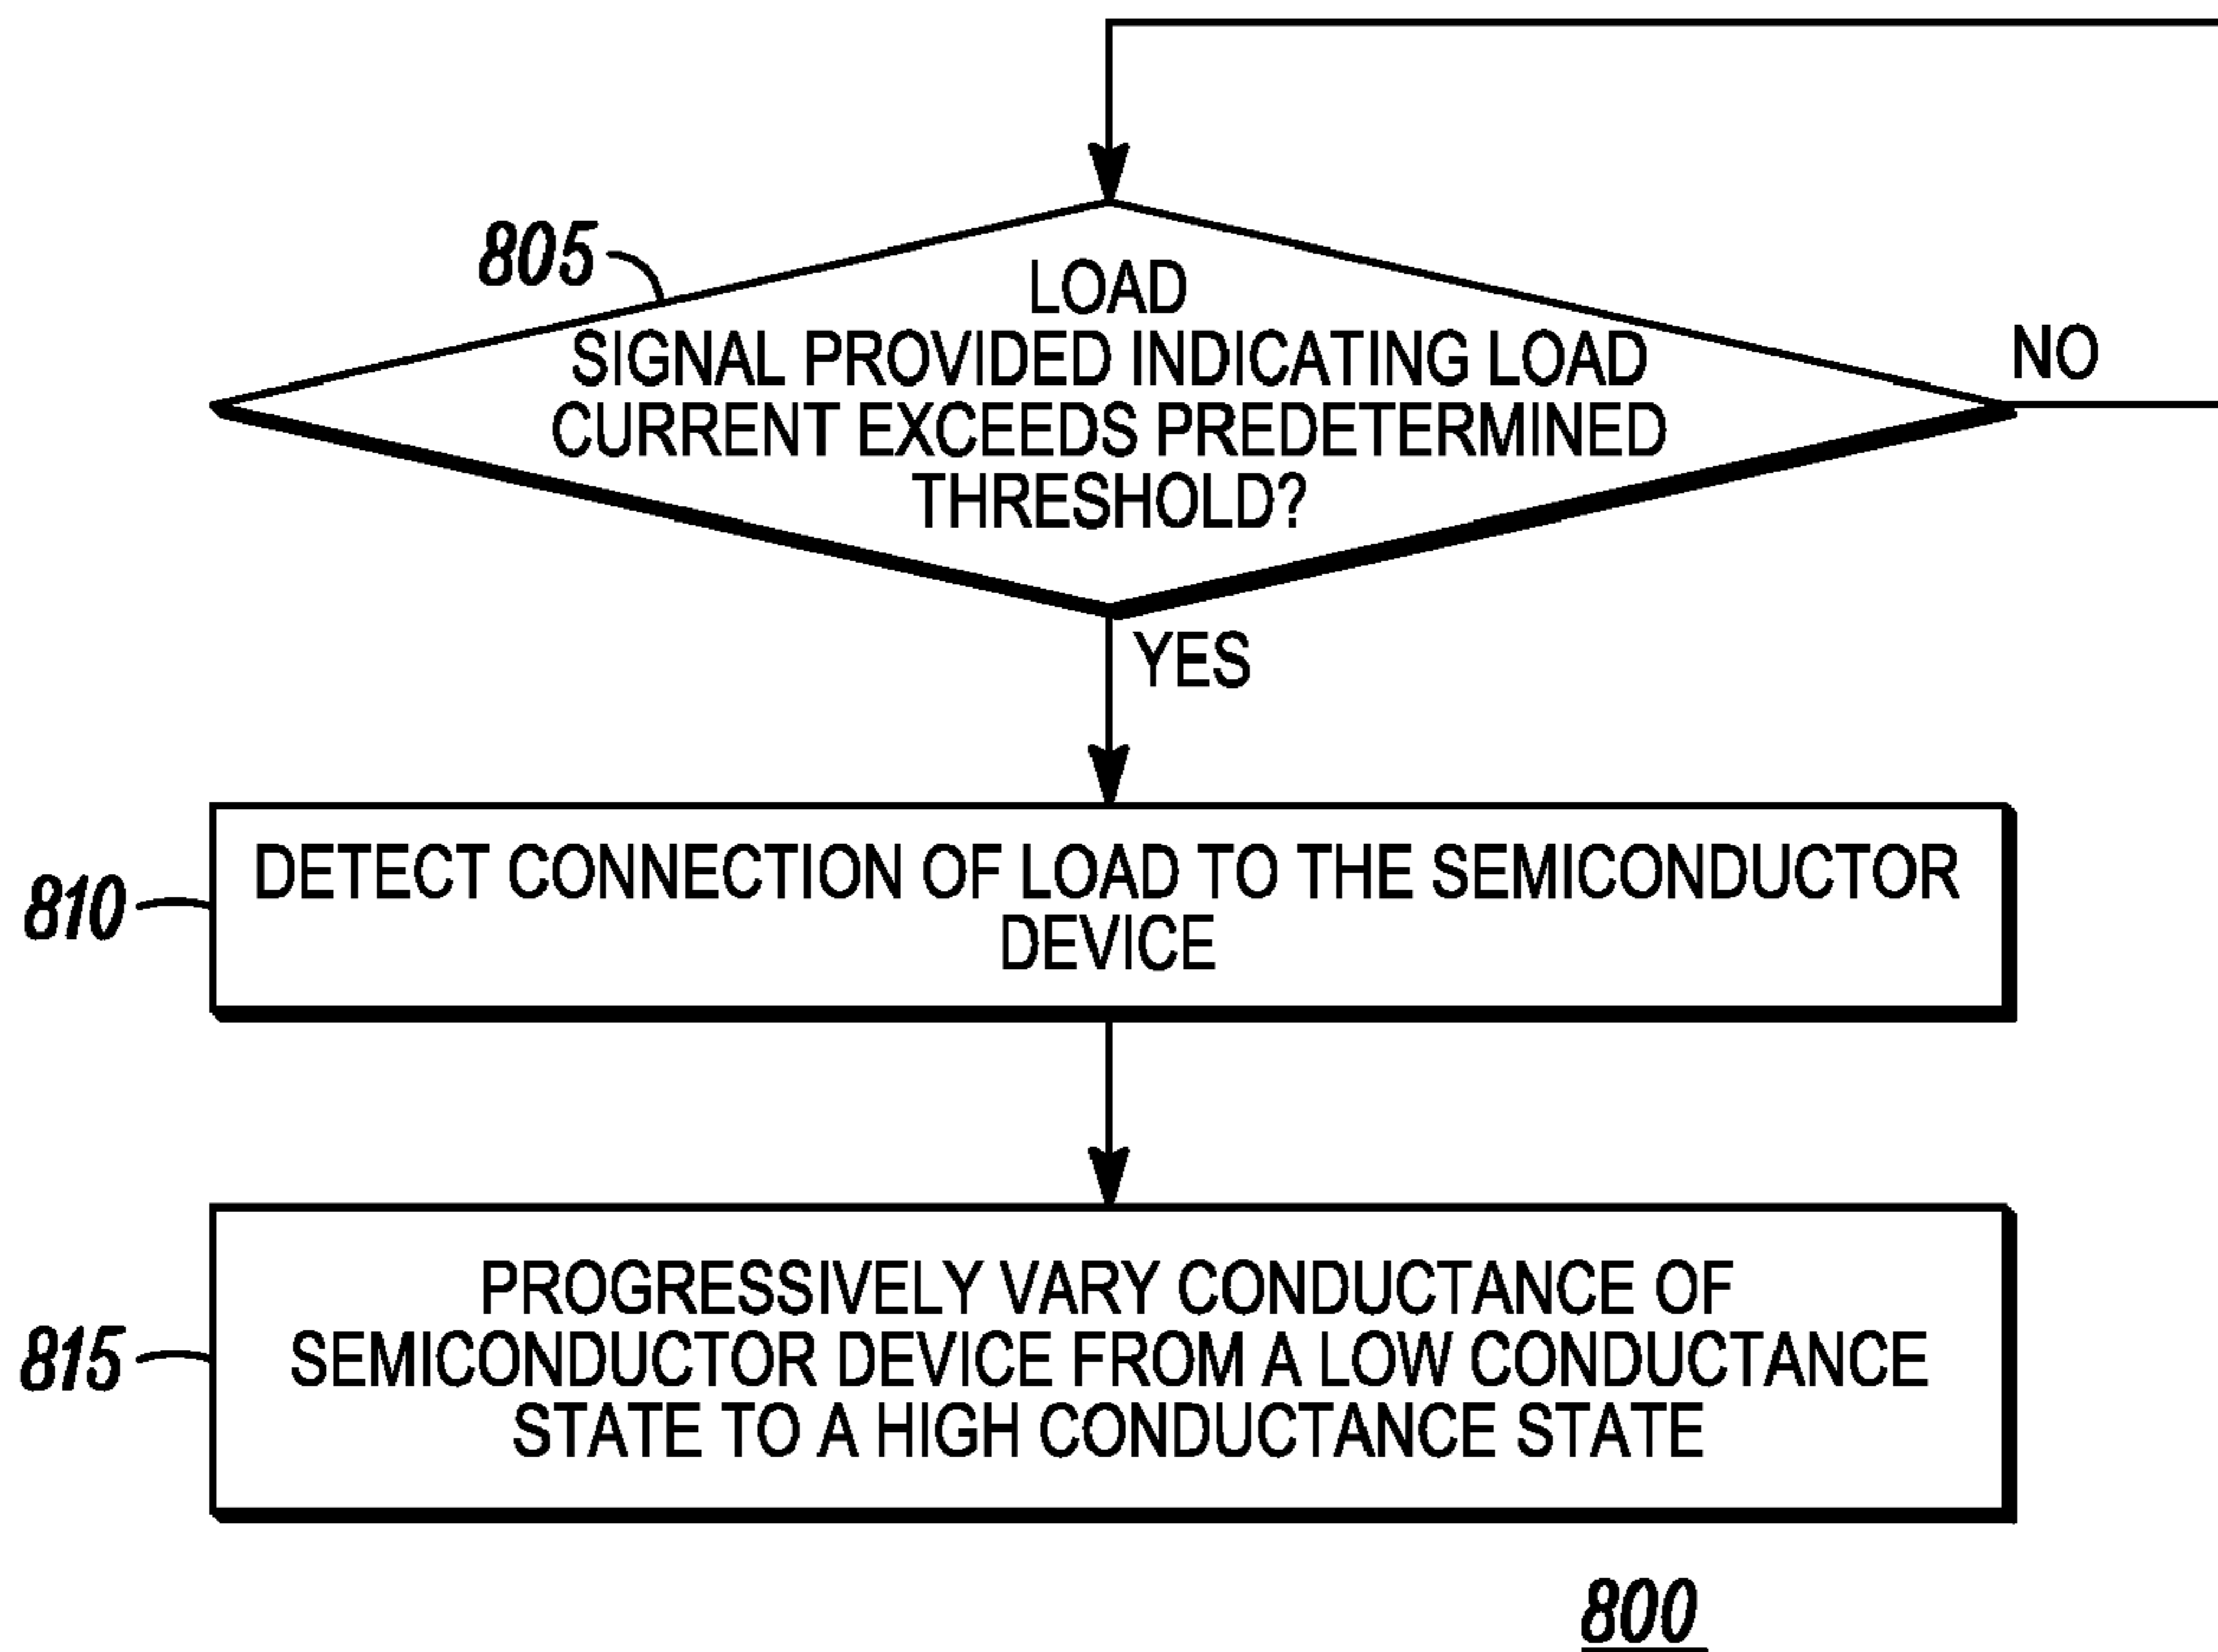 805
LOAD
SIGNAL PROVIDED INDICATING LOAD
CURRENT EXCEEDS PREDETERMINED
THRESHOLD?
NO
YES
810
DETECT CONNECTION OF LOAD TO THE SEMICONDUCTOR
DEVICE
815
PROGRESSIVELY VARY CONDUCTANCE OF
SEMICONDUCTOR DEVICE FROM A LOW CONDUCTANCE
STATE TO A HIGH CONDUCTANCE STATE
800